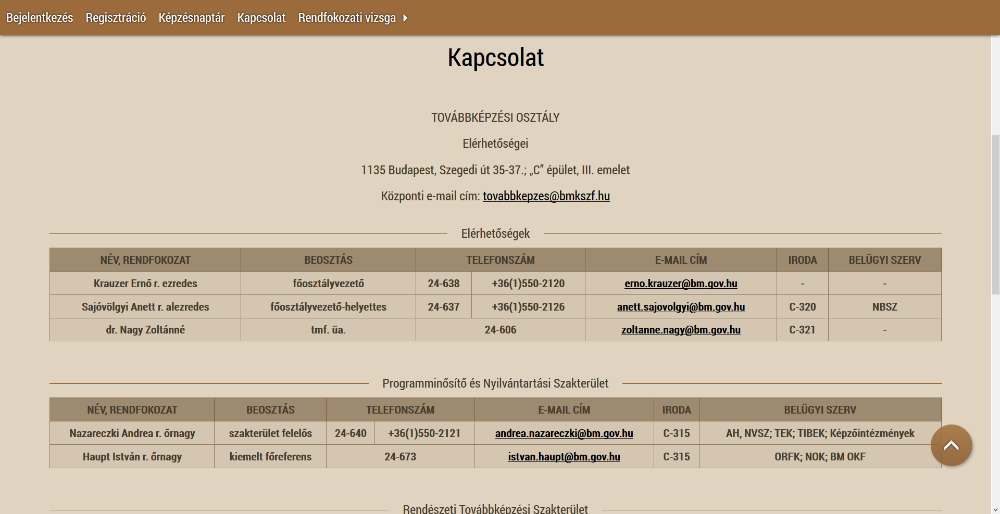 Bejelentkezés Regisztráció Képzésnaptár Kapcsolat Rendfokozati vizsga
Kapcsolat
TOVÁBBKÉPZÉSI OSZTÁLY
Elérhetőségei
1135 Budapest, Szegedi út 35-37.; „C” épület, III. emelet
Központi e-mail cím: tovabbkepzes@bmkszf.hu
Elérhetőségek
NÉV, RENDFOKOZAT BEOSZTÁS TELEFONSZÁM E-MAIL CÍM IRODA BELÜGYI SZERV
Krauzer Ernő r. ezredes főosztályvezető 24-638 +36(1)550-2120 erno.krauzer@bm.gov.hu - -
Sajóvölgyi Anett r. alezredes főosztályvezető-helyettes 24-637 +36(1)550-2126 anett.sajovolgyi@bm.gov.hu C-320 NBSZ
dr. Nagy Zoltánné tmf. üa. 24-606 zoltanne.nagy@bm.gov.hu C-321 -
Programminősítő és Nyilvántartási Szakterület
NÉV, RENDFOKOZAT BEOSZTÁS TELEFONSZÁM E-MAIL CÍM IRODA BELÜGYI SZERV
Nazareczki Andrea r. őrnagy szakterület felelős 24-640 +36(1)550-2121 andrea.nazareczki@bm.gov.hu C-315 AH, NVSZ; TEK; TIBEK; Képzőintézmények
Haupt István r. őrnagy kiemelt főreferens 24-673 istvan.haupt@bm.gov.hu C-315 ORFK; NOK; BM OKF
Rendészeti Továbbképzési Szakterület